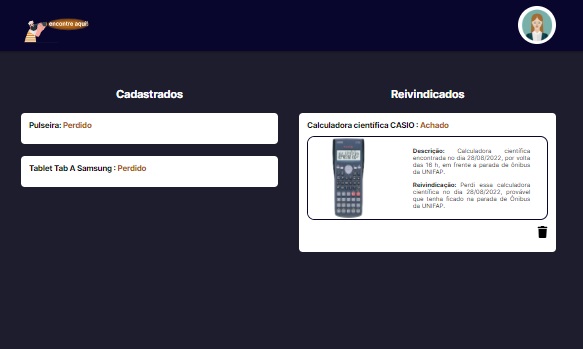 encontre aqui!
Cadastrados
Reivindicados
Pulseira: Perdido
Tablet Tab A Samsung : Perdido
Calculadora científica CASIO : Achado
Descrição: Calculadora científica
encontrada no dia 28/08/2022, por volta
das 16 h, em frente a parada de ônibus
da UNIFAP.
Reivindicação: Perdi essa calculadora
científica no dia 28/08/2022, provável
que tenha ficado na parada de Ônibus
da UNIFAP.